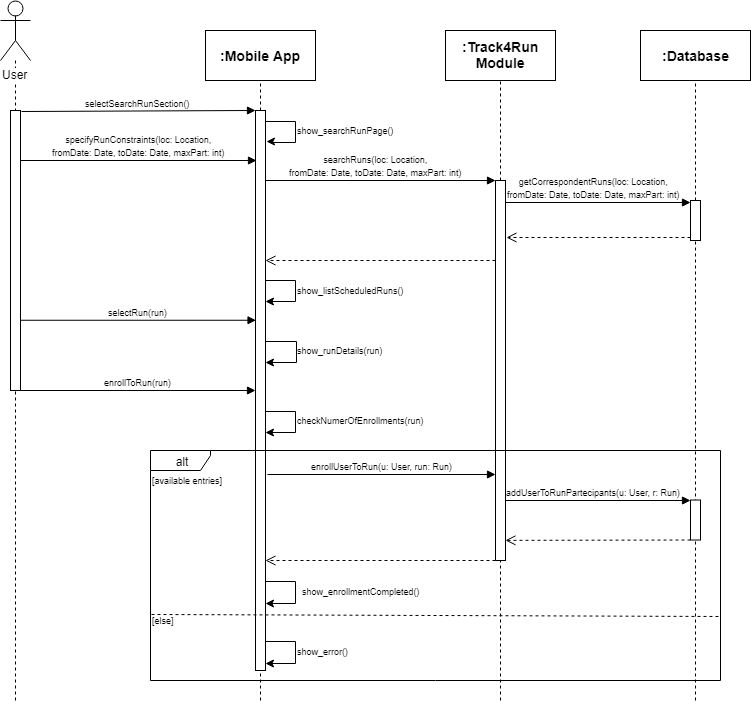 User
:Mobile App
:Track4Run
Module
:Database
selectSearchRunSection()
show_searchRunPage()
specifyRunConstraints(loc: Location,
fromDate: Date, toDate: Date, maxPart: int)
searchRuns(loc: Location,
fromDate: Date, toDate: Date, maxPart: int)
getCorrespondentRuns(loc: Location,
fromDate: Date, toDate: Date, maxPart: int)
show_listScheduledRuns()
selectRun(run)
show_runDetails(run)
enrollToRun(run)
checkNumerOfEnrollments(run)
alt
enrollUserToRun(u: User, run: Run)
[available entries]
addUserToRunPartecipants(u: User, r: Run)
show_enrollmentCompleted()
[else]
show_error()